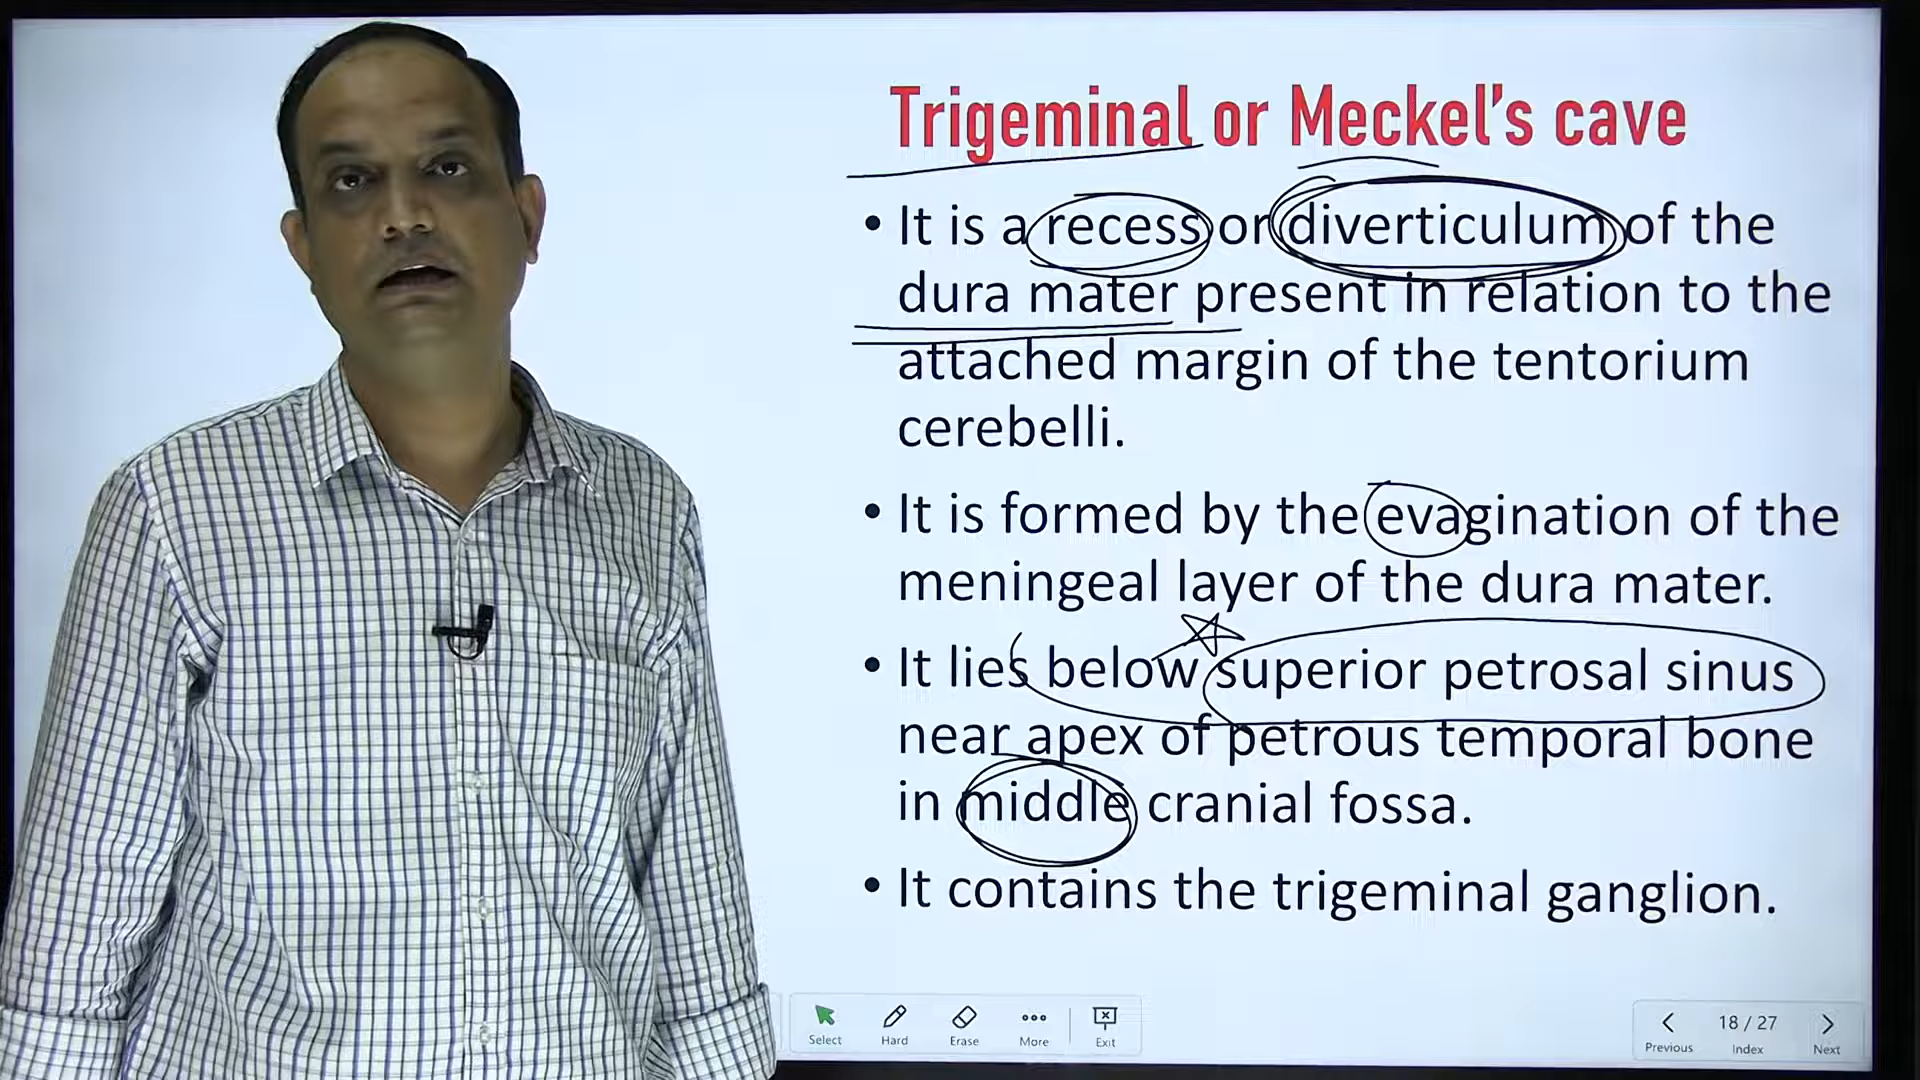 Trigeminal or Meckel's cave
• It is a recess or diverticulum of the
dura mater present in relation to the
attached margin of the tentorium
cerebelli.
• It is formed by the evagination of the
meningeal layer of the dura mater.
• It lies below superior petrosal sinus
near apex of petrous temporal bone
in middle cranial fossa.
• It contains the trigeminal ganglion.
Select Hard Erase More Exit
18 / 27
Previous Index Next